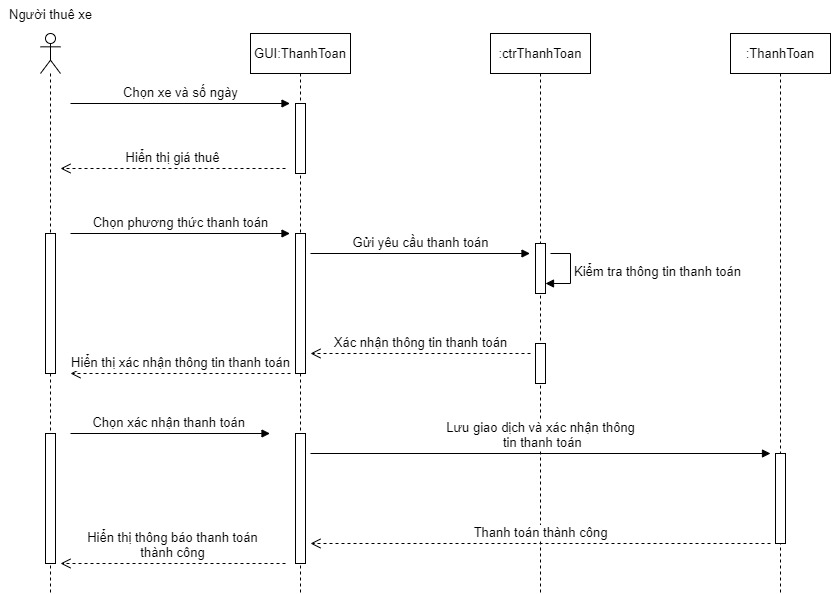 Người thuê xe
GUI:ThanhToan
:ctrThanhToan
:ThanhToan
Chọn xe và số ngày
Hiển thị giá thuê
Chọn phương thức thanh toán
Gửi yêu cầu thanh toán
Kiểm tra thông tin thanh toán
Xác nhận thông tin thanh toán
Hiển thị xác nhận thông tin thanh toán
Chọn xác nhận thanh toán
Lưu giao dịch và xác nhận thông
tin thanh toán
Thanh toán thành công
Hiển thị thông báo thanh toán
thành công